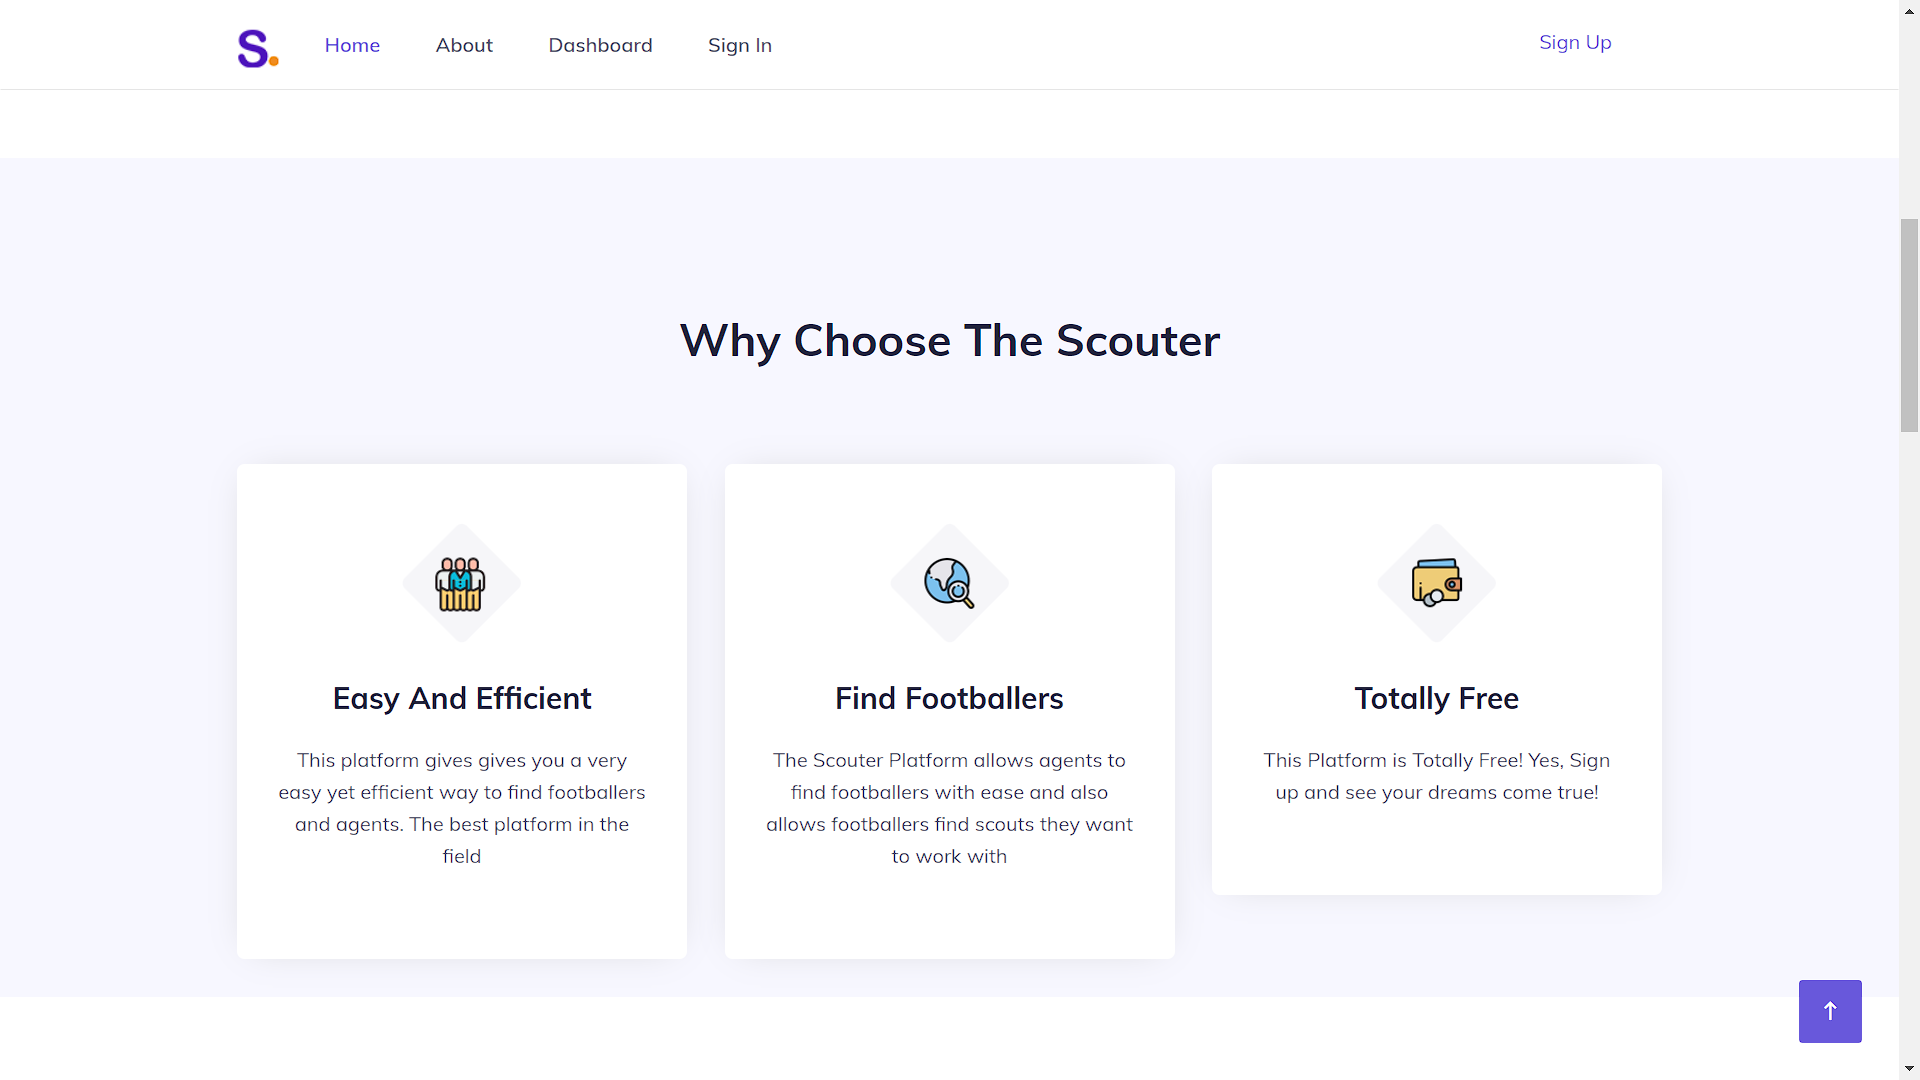 S.
Home
About
Dashboard
Sign In
Sign Up
Why Choose The Scouter
Easy And Efficient
This platform gives gives you a very
easy yet efficient way to find footballers
and agents. The best platform in the
field
Find Footballers
The Scouter Platform allows agents to
find footballers with ease and also
allows footballers find scouts they want
to work with
Totally Free
This Platform is Totally Free! Yes, Sign
up and see your dreams come true!